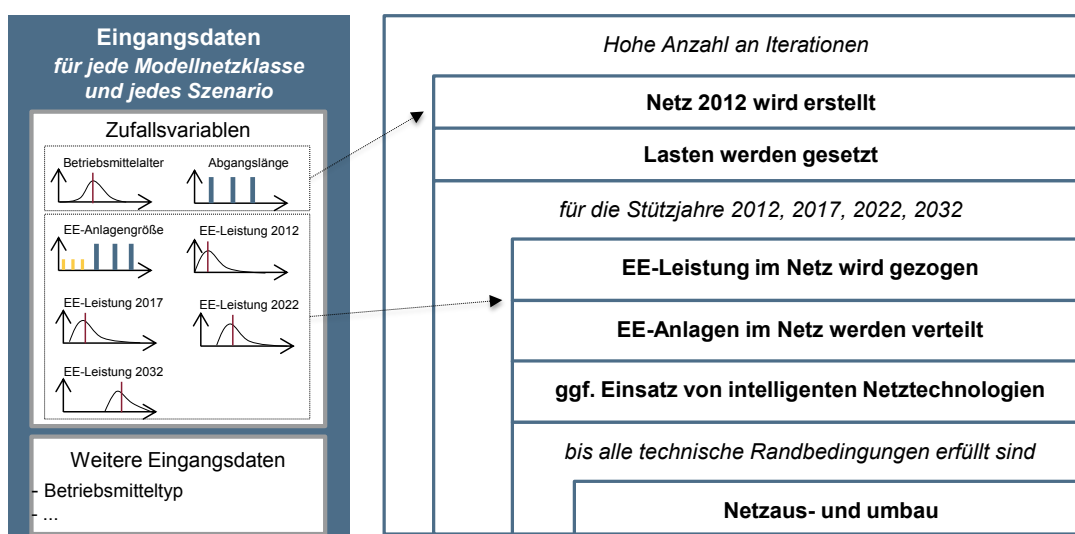 Eingangsdaten
für jede Modellnetzklasse
und jedes Szenario
Zufallsvariablen
Betriebsmittelalter
Abgangslänge
EE-Anlagengröße
EE-Leistung 2012
EE-Leistung 2017
EE-Leistung 2022
EE-Leistung 2032
Weitere Eingangsdaten
- Betriebsmitteltyp
- ...
Hohe Anzahl an Iterationen
Netz 2012 wird erstellt
Lasten werden gesetzt
für die Stützjahre 2012, 2017, 2022, 2032
EE-Leistung im Netz wird gezogen
EE-Anlagen im Netz werden verteilt
ggf. Einsatz von intelligenten Netztechnologien
bis alle technische Randbedingungen erfüllt sind
Netzaus- und umbau